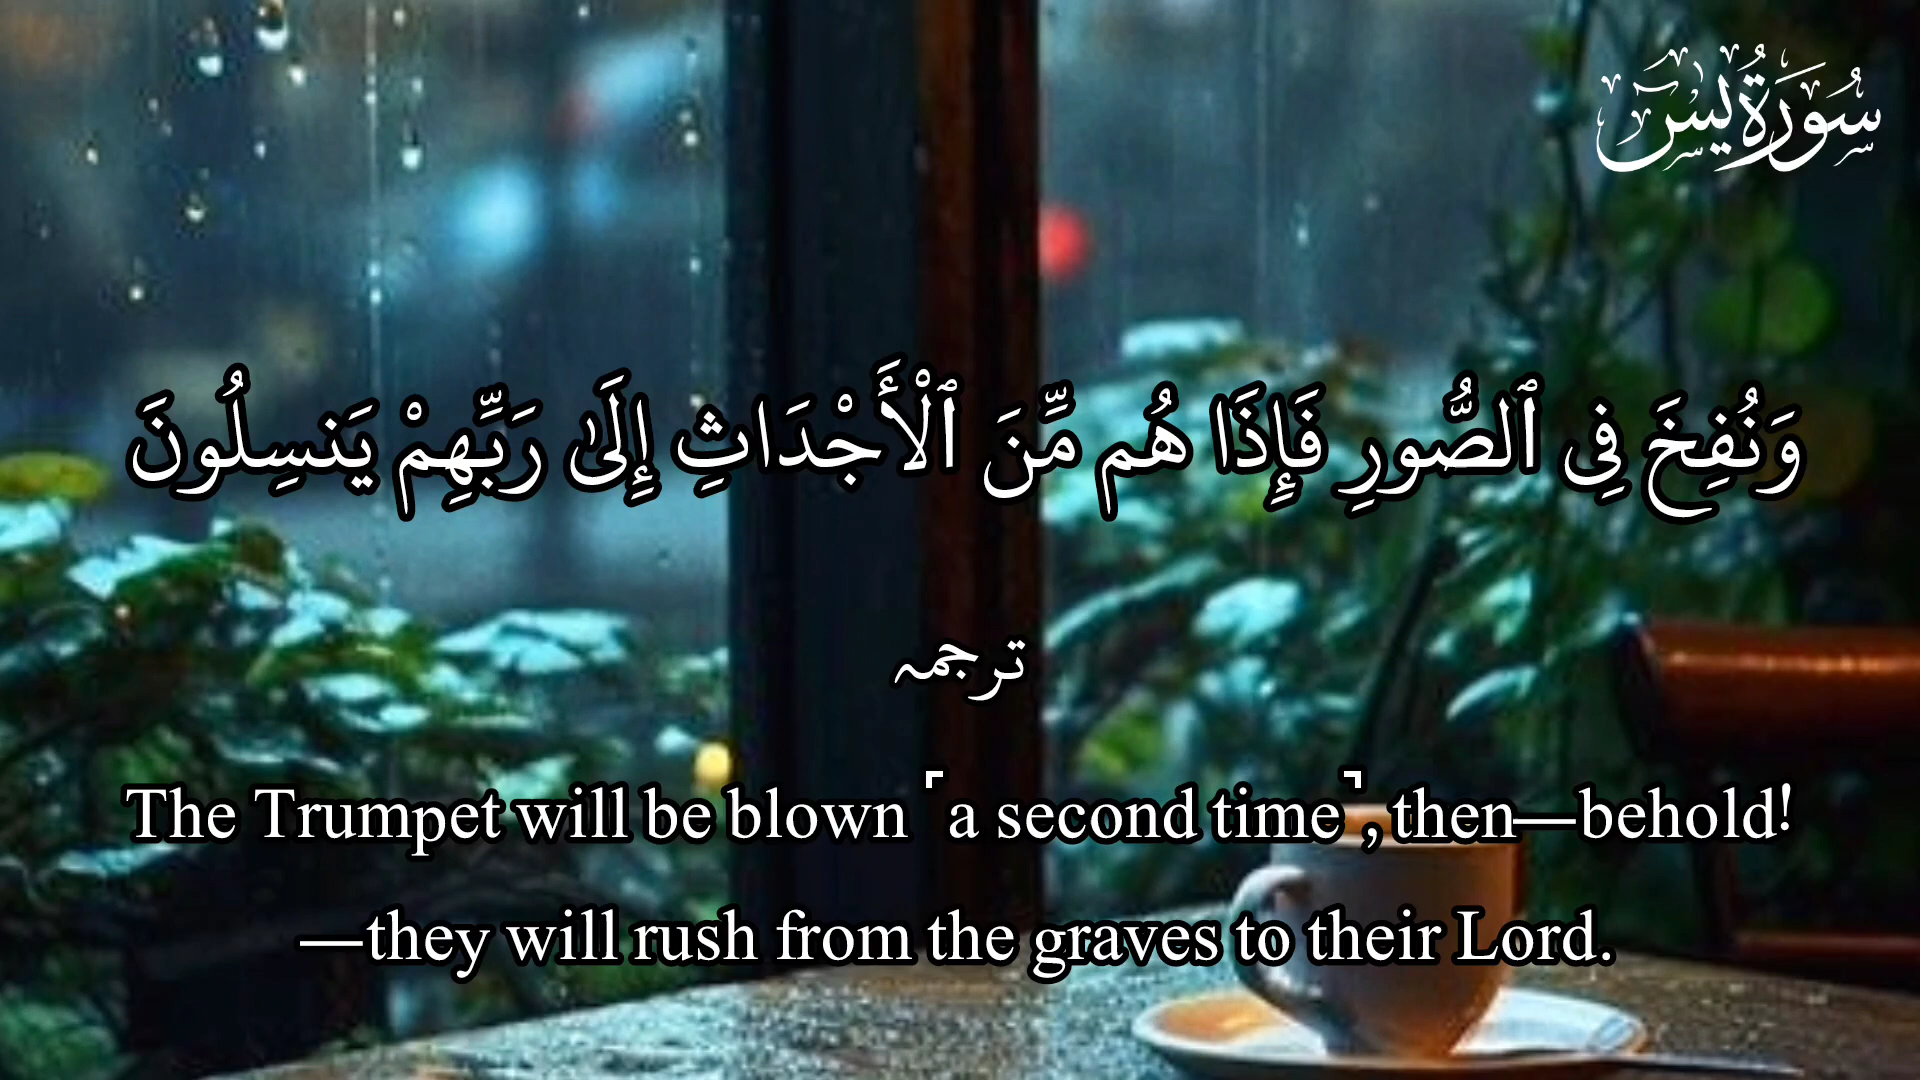 سُورَةُ يسٓ
وَنُفِخَ فِى ٱلصُّورِ فَإِذَا هُم مِّنَ ٱلْأَجْدَاثِ إِلَىٰ رَبِّهِمْ يَنسِلُونَ
ترجمہ
The Trumpet will be blown ˹a second time˺, then—behold!
—they will rush from the graves to their Lord.